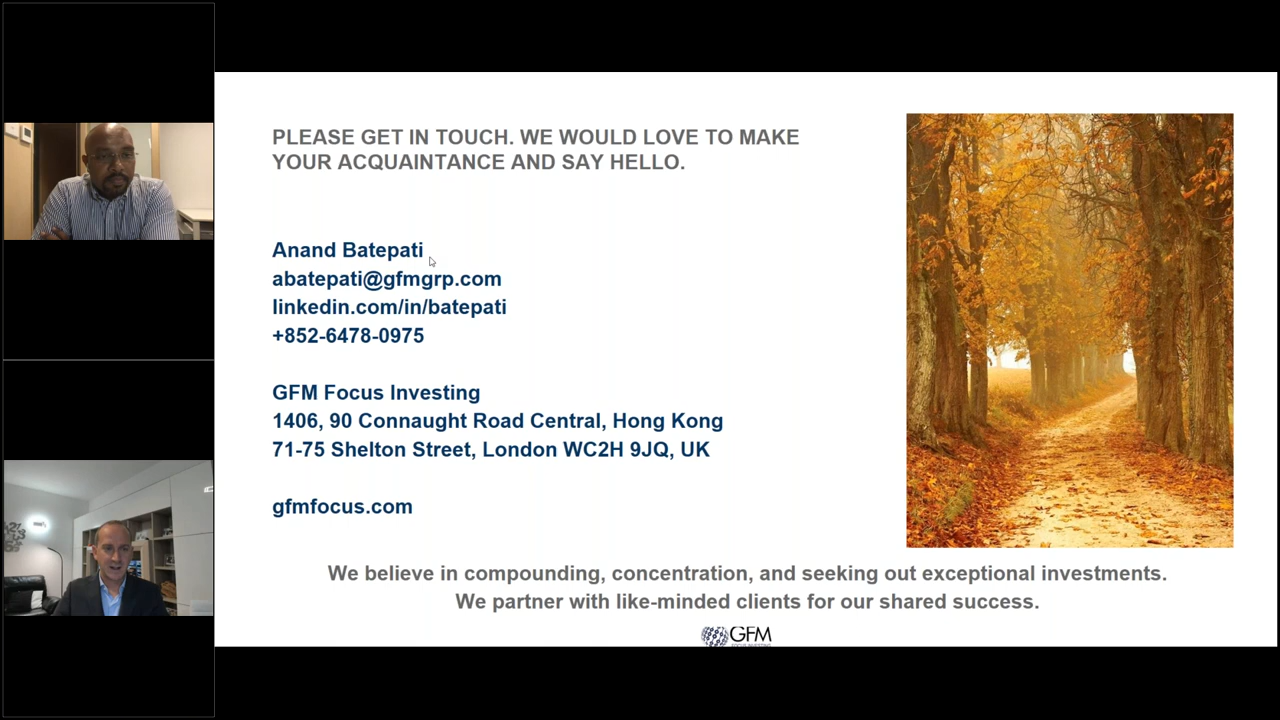 PLEASE GET IN TOUCH. WE WOULD LOVE TO MAKE
YOUR ACQUAINTANCE AND SAY HELLO.
Anand Batepati
abatepati@gfmgrp.com
linkedin.com/in/batepati
+852-6478-0975
GFM Focus Investing
1406, 90 Connaught Road Central, Hong Kong
71-75 Shelton Street, London WC2H 9JQ, UK
gfmfocus.com
We believe in compounding, concentration, and seeking out exceptional investments.
We partner with like-minded clients for our shared success.
GFM
FOCUS INVESTING